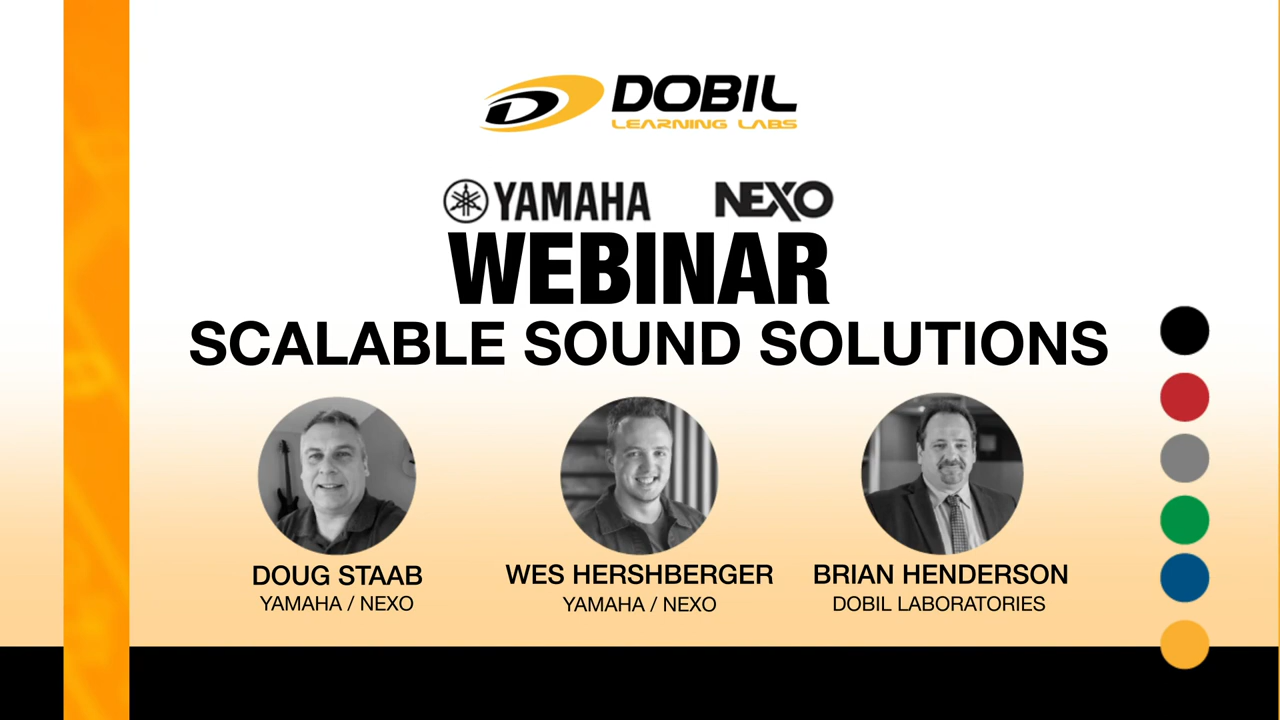 DOBIL
LEARNING LABS
YAMAHA NEXO
WEBINAR
SCALABLE SOUND SOLUTIONS
DOUG STAAB
YAMAHA / NEXO
WES HERSHBERGER
YAMAHA / NEXO
BRIAN HENDERSON
DOBIL LABORATORIES